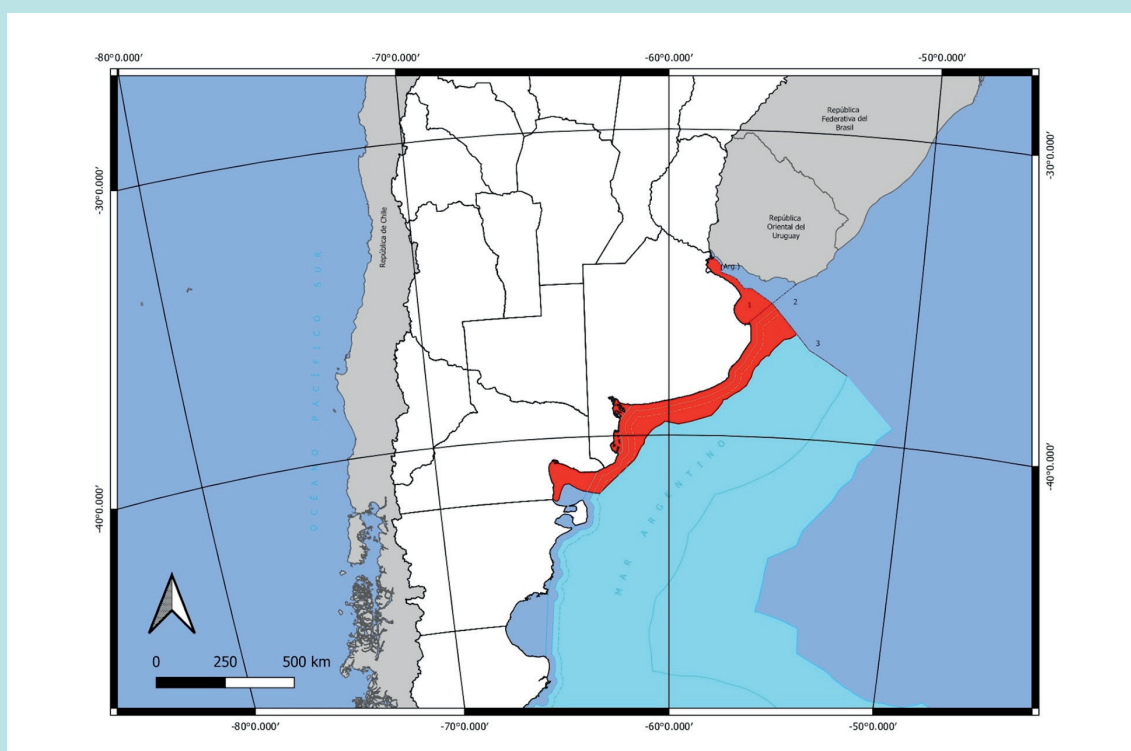 -80°0.000′
-70°0.000′
-60°0.000′
-50°0.000′
República
Federativa del
Brasil
-30°0.000′
-30°0.000′
República de Chile
República
Oriental del
Uruguay
(Arg.)
1
2
3
OCÉANO PACÍFICO SUR
MAR ARGENTINO
-40°0.000′
-40°0.000′
0
250
500 km
-80°0.000′
-70°0.000′
-60°0.000′
-50°0.000′